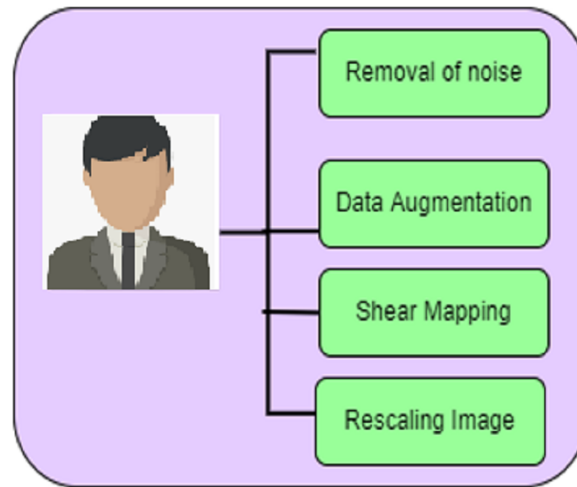 Removal of noise
Data Augmentation
Shear Mapping
Rescaling Image